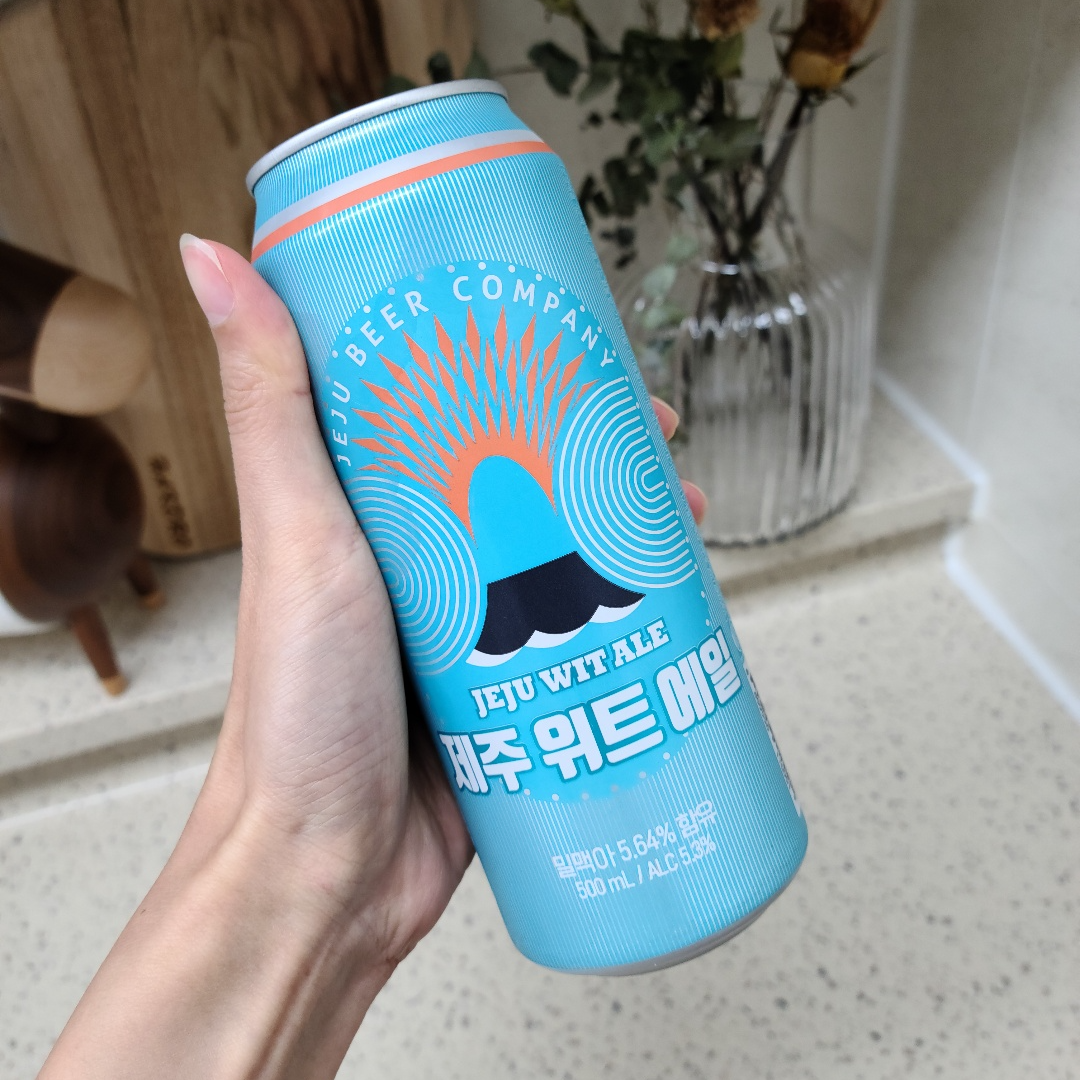 JEJU BEER COMPANY
JEJU WIT ALE
제주 위트 에일
밀맥아 5.64% 함유
500 mL / ALC 5.3%